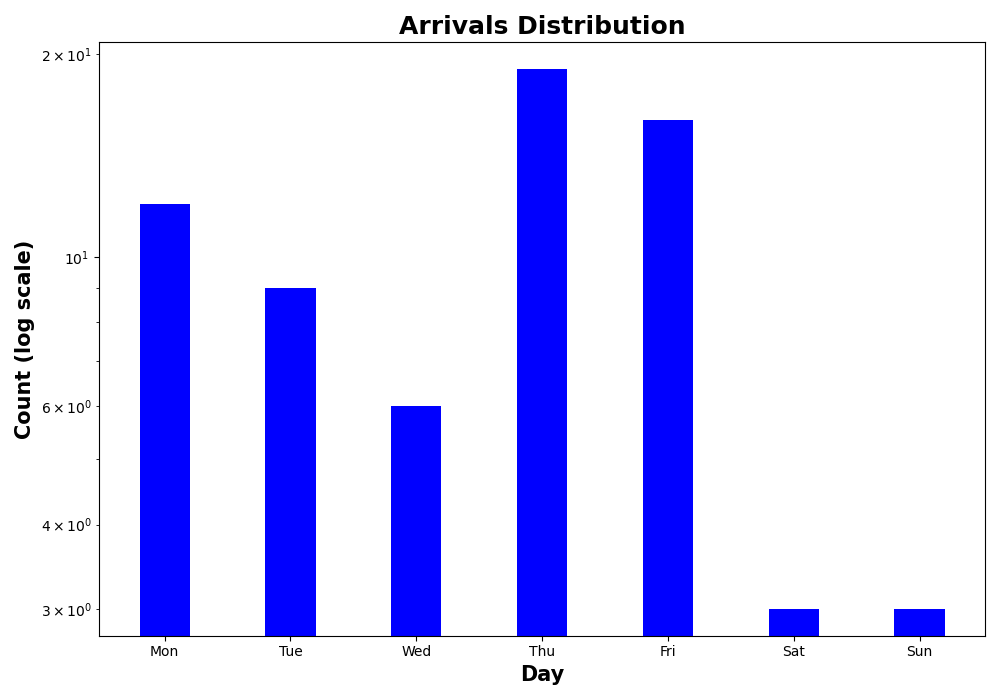 Arrivals Distribution
Count (log scale)
2 × 10¹
10¹
6 × 10⁰
4 × 10⁰
3 × 10⁰
Mon Tue Wed Thu Fri Sat Sun
Day